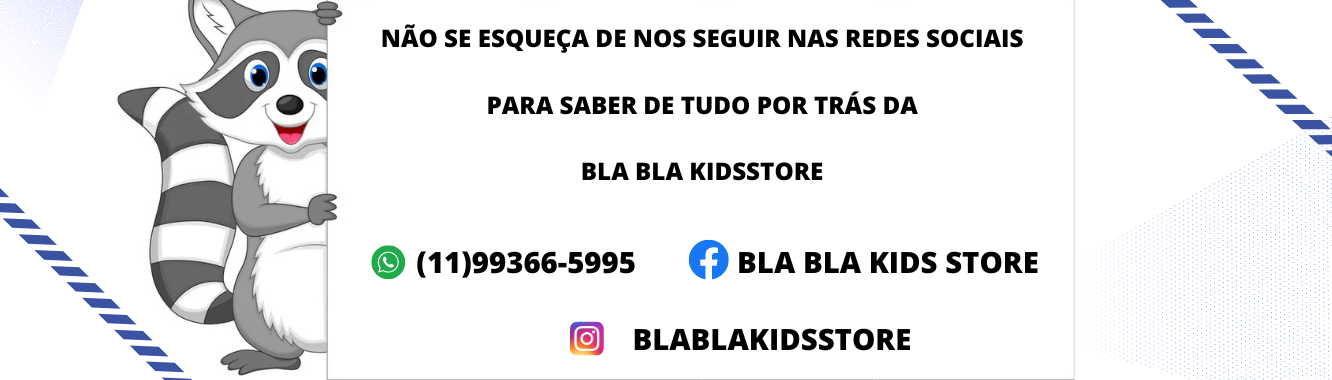 NÃO SE ESQUEÇA DE NOS SEGUIR NAS REDES SOCIAIS
PARA SABER DE TUDO POR TRÁS DA
BLA BLA KIDSSTORE
(11)99366-5995 BLA BLA KIDS STORE
BLABLAKIDSSTORE